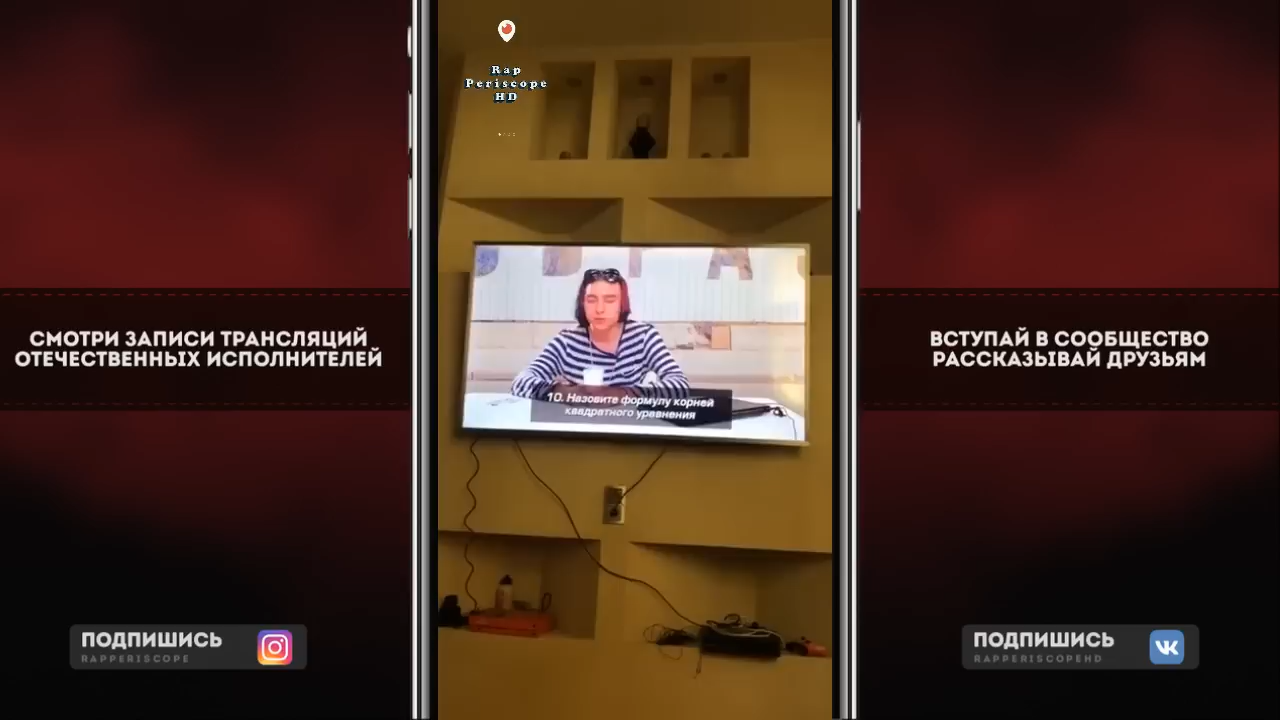 Rap
Periscope
HD
СМОТРИ ЗАПИСИ ТРАНСЛЯЦИЙ
ОТЕЧЕСТВЕННЫХ ИСПОЛНИТЕЛЕЙ
ВСТУПАЙ В СООБЩЕСТВО
РАССКАЗЫВАЙ ДРУЗЬЯМ
10. Назовите формулу корней
квадратного уравнения
ПОДПИШИСЬ
RAPPERISCOPE
ПОДПИШИСЬ
RAPPERISCOPEHD